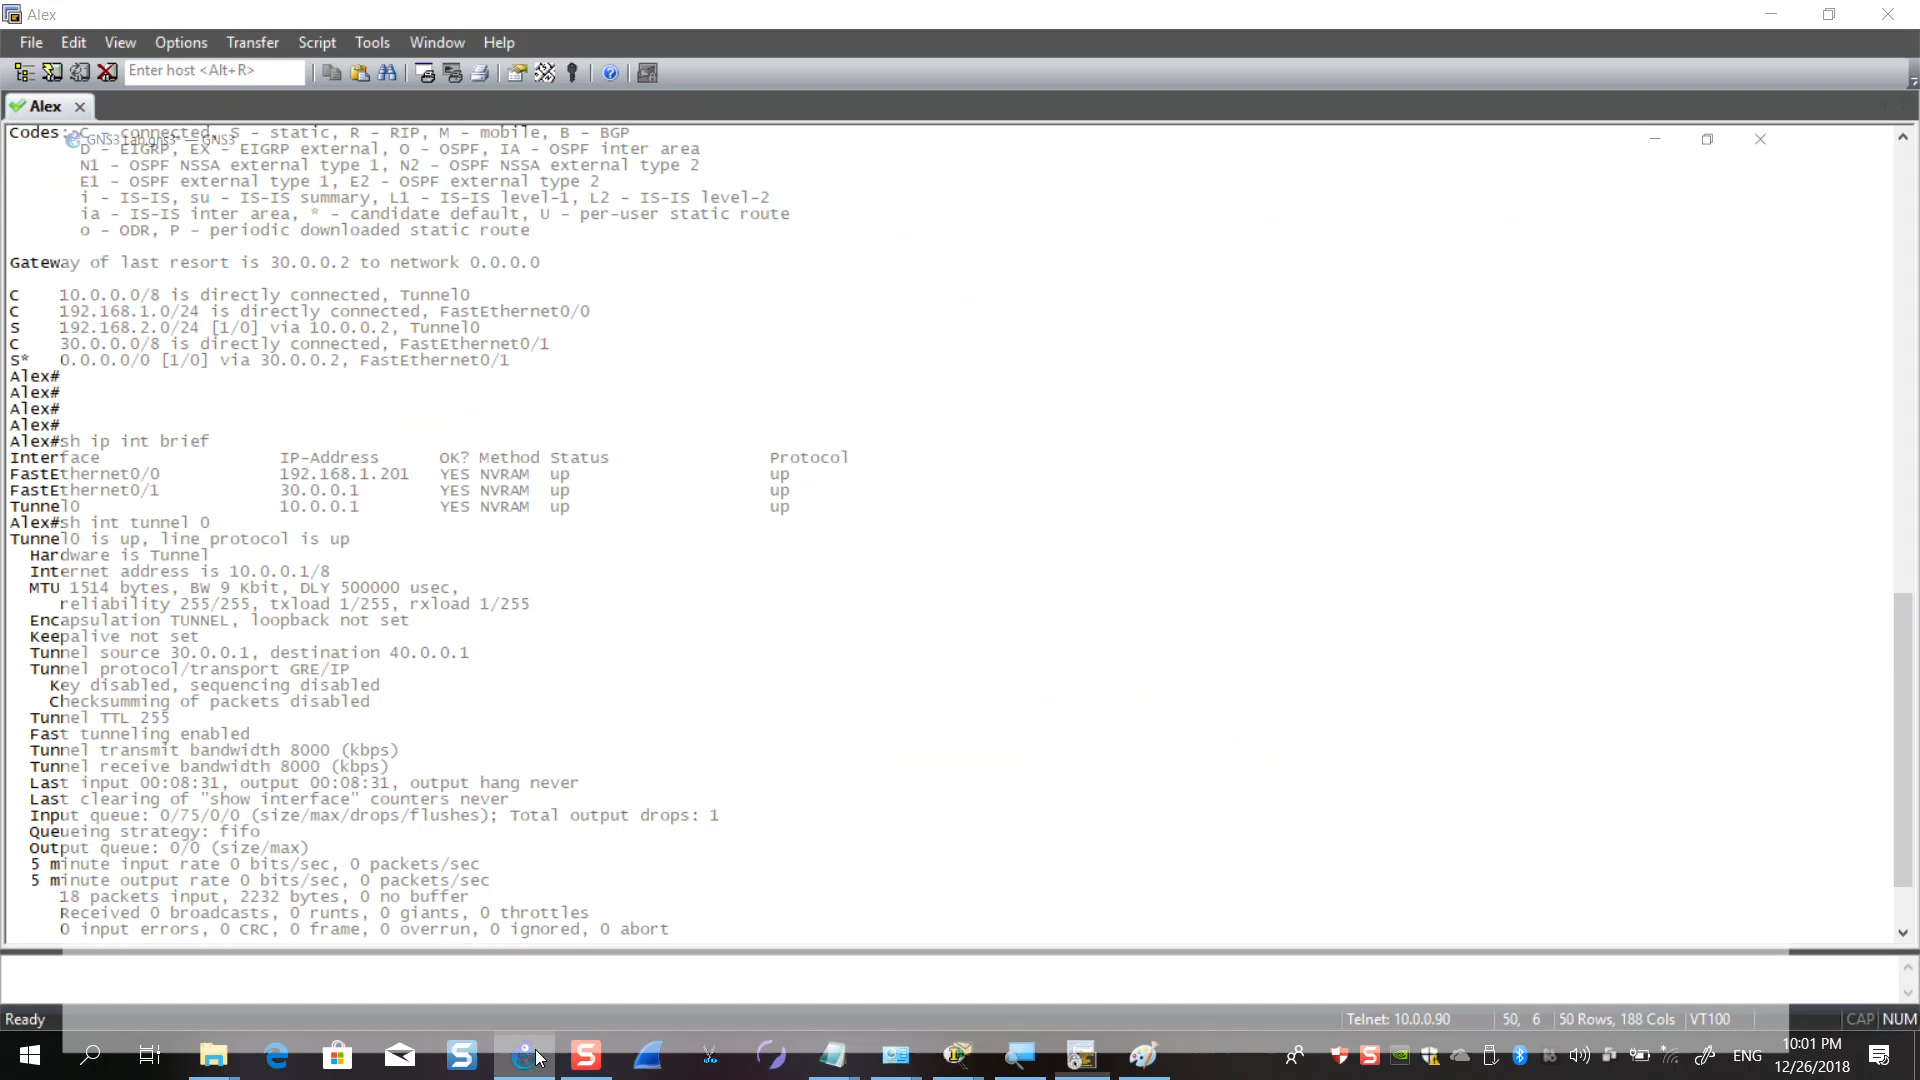 Alex
File Edit View Options Transfer Script Tools Window Help
Enter host <Alt+R>
Alex
Codes: C - connected, S - static, R - RIP, M - mobile, B - BGP
GNS3 Lab.gns3* — GNS3
D - EIGRP, EX - EIGRP external, O - OSPF, IA - OSPF inter area
N1 - OSPF NSSA external type 1, N2 - OSPF NSSA external type 2
E1 - OSPF external type 1, E2 - OSPF external type 2
i - IS-IS, su - IS-IS summary, L1 - IS-IS level-1, L2 - IS-IS level-2
ia - IS-IS inter area, * - candidate default, U - per-user static route
o - ODR, P - periodic downloaded static route
Gateway of last resort is 30.0.0.2 to network 0.0.0.0
C 10.0.0.0/8 is directly connected, Tunnel0
C 192.168.1.0/24 is directly connected, FastEthernet0/0
S 192.168.2.0/24 [1/0] via 10.0.0.2, Tunnel0
C 30.0.0.0/8 is directly connected, FastEthernet0/1
S* 0.0.0.0/0 [1/0] via 30.0.0.2, FastEthernet0/1
Alex#
Alex#
Alex#
Alex#
Alex#sh ip int brief
Interface IP-Address OK? Method Status Protocol
FastEthernet0/0 192.168.1.201 YES NVRAM up up
FastEthernet0/1 30.0.0.1 YES NVRAM up up
Tunnel0 10.0.0.1 YES NVRAM up up
Alex#sh int tunnel 0
Tunnel0 is up, line protocol is up
Hardware is Tunnel
Internet address is 10.0.0.1/8
MTU 1514 bytes, BW 9 Kbit, DLY 500000 usec,
reliability 255/255, txload 1/255, rxload 1/255
Encapsulation TUNNEL, loopback not set
Keepalive not set
Tunnel source 30.0.0.1, destination 40.0.0.1
Tunnel protocol/transport GRE/IP
Key disabled, sequencing disabled
Checksumming of packets disabled
Tunnel TTL 255
Fast tunneling enabled
Tunnel transmit bandwidth 8000 (kbps)
Tunnel receive bandwidth 8000 (kbps)
Last input 00:08:31, output 00:08:31, output hang never
Last clearing of "show interface" counters never
Input queue: 0/75/0/0 (size/max/drops/flushes); Total output drops: 1
Queueing strategy: fifo
Output queue: 0/0 (size/max)
5 minute input rate 0 bits/sec, 0 packets/sec
5 minute output rate 0 bits/sec, 0 packets/sec
18 packets input, 2232 bytes, 0 no buffer
Received 0 broadcasts, 0 runts, 0 giants, 0 throttles
0 input errors, 0 CRC, 0 frame, 0 overrun, 0 ignored, 0 abort
Ready Telnet: 10.0.0.90 50, 6 50 Rows, 188 Cols VT100 CAP NUM
ENG 10:01 PM
12/26/2018